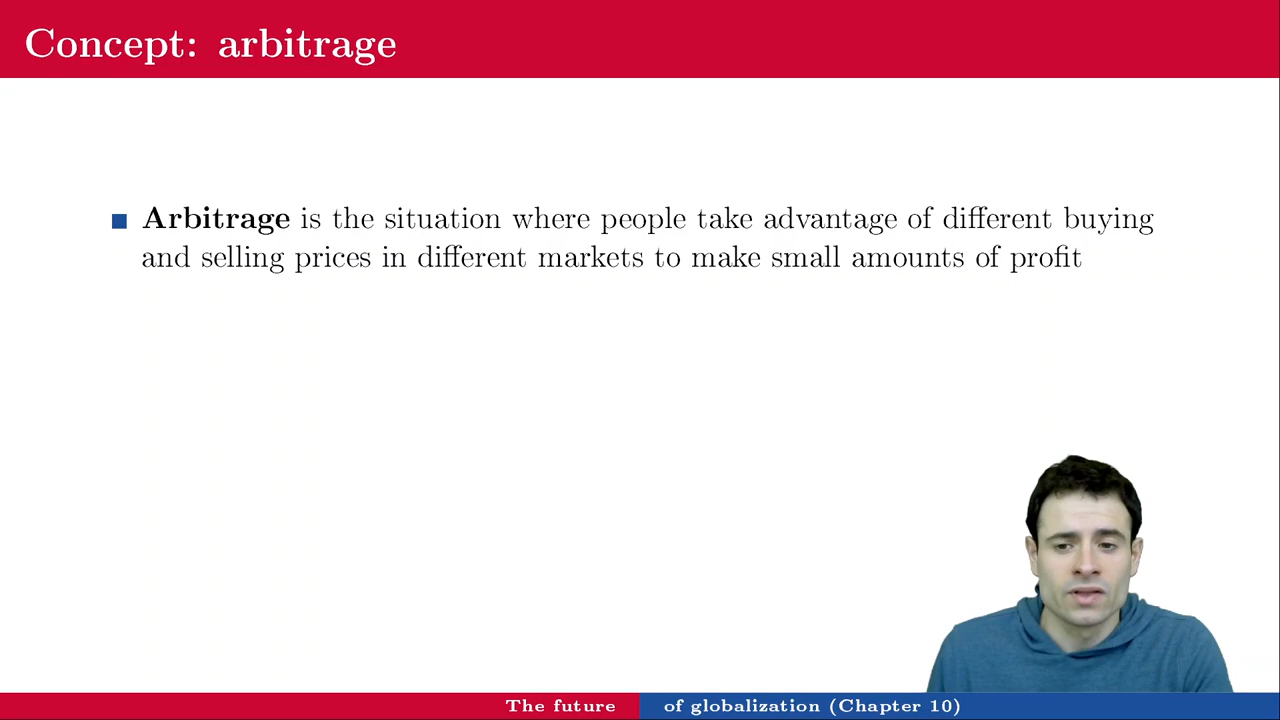 Concept: arbitrage
Arbitrage is the situation where people take advantage of different buying
and selling prices in different markets to make small amounts of profit
The future of globalization (Chapter 10)